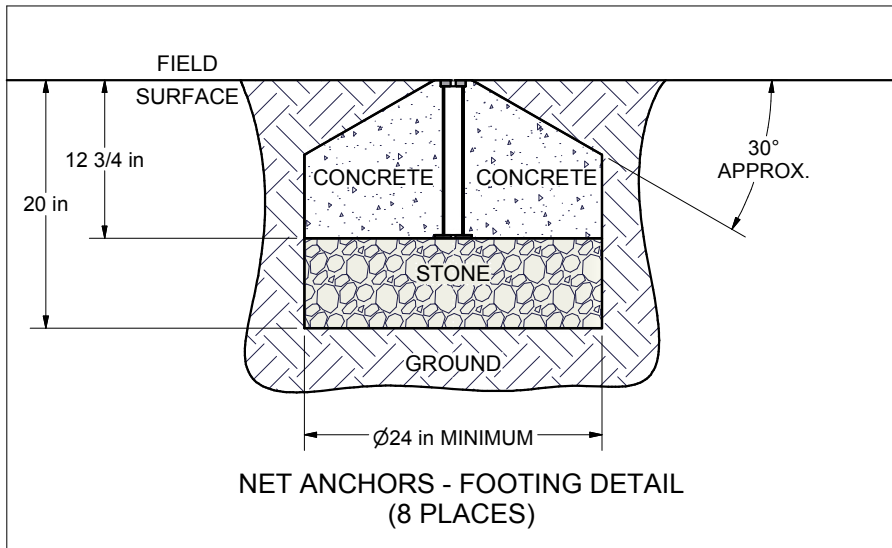 FIELD
SURFACE
12 3/4 in
20 in
30°
APPROX.
CONCRETE
CONCRETE
STONE
GROUND
Ø24 in MINIMUM
NET ANCHORS - FOOTING DETAIL
(8 PLACES)